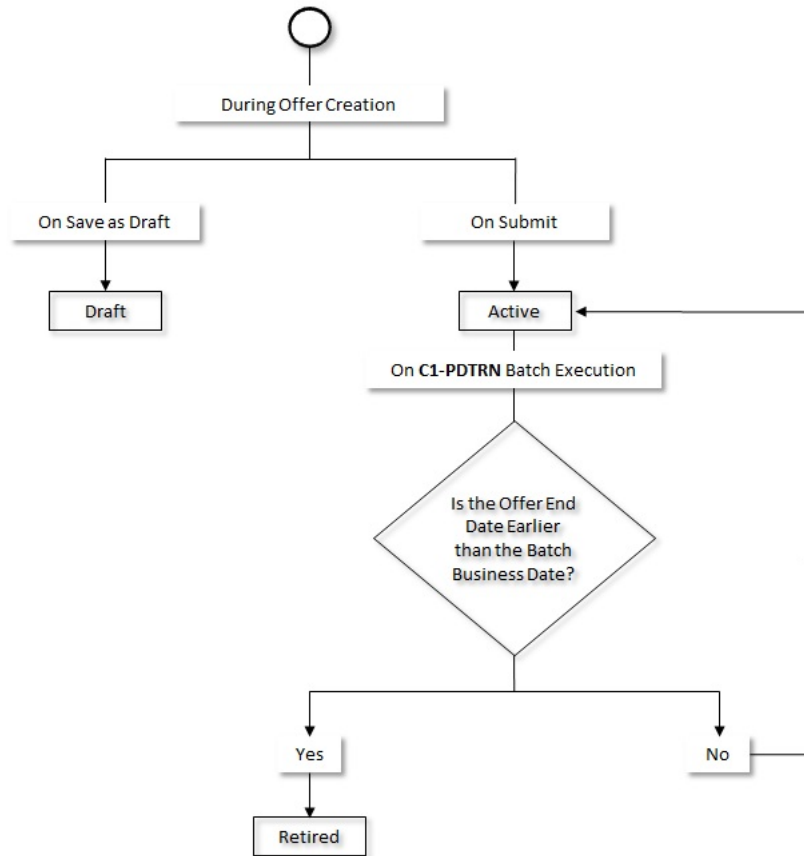 During Offer Creation
On Save as Draft
On Submit
Draft
Active
On C1-PDTRN Batch Execution
Is the Offer End
Date Earlier
than the Batch
Business Date?
Yes
No
Retired